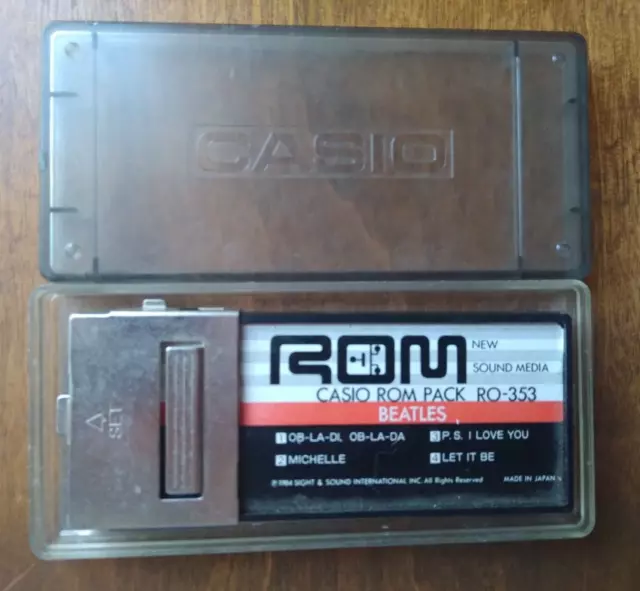 CASIO
△
SET
ROM
NEW
SOUND MEDIA
CASIO ROM PACK RO-353
BEATLES
1 OB-LA-DI, OB-LA-DA
2 MICHELLE
3 P.S. I LOVE YOU
4 LET IT BE
℗1984 SIGHT & SOUND INTERNATIONAL INC. All Rights Reserved
MADE IN JAPAN